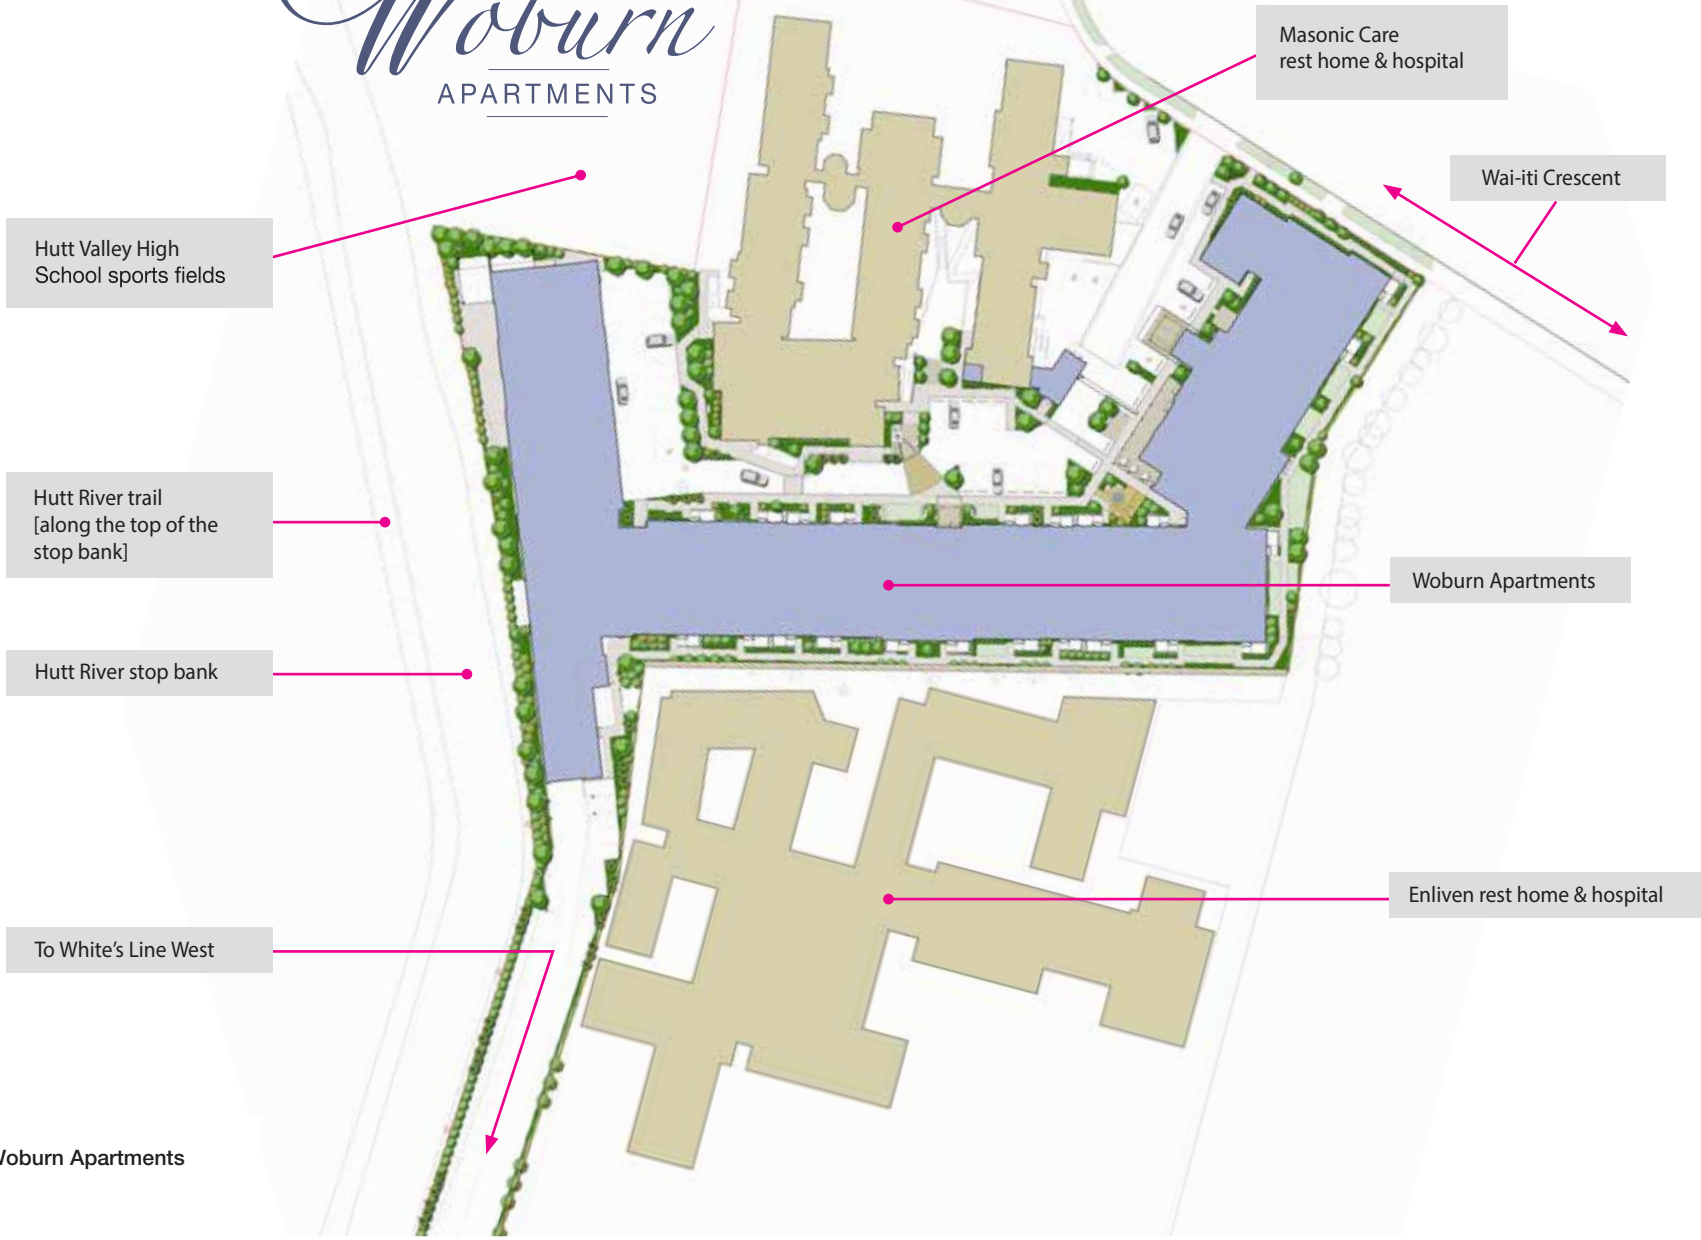 Woburn
APARTMENTS
Masonic Care
rest home & hospital
Wai-iti Crescent
Hutt Valley High
School sports fields
Hutt River trail
[along the top of the
stop bank]
Woburn Apartments
Hutt River stop bank
Enliven rest home & hospital
To White's Line West
Woburn Apartments